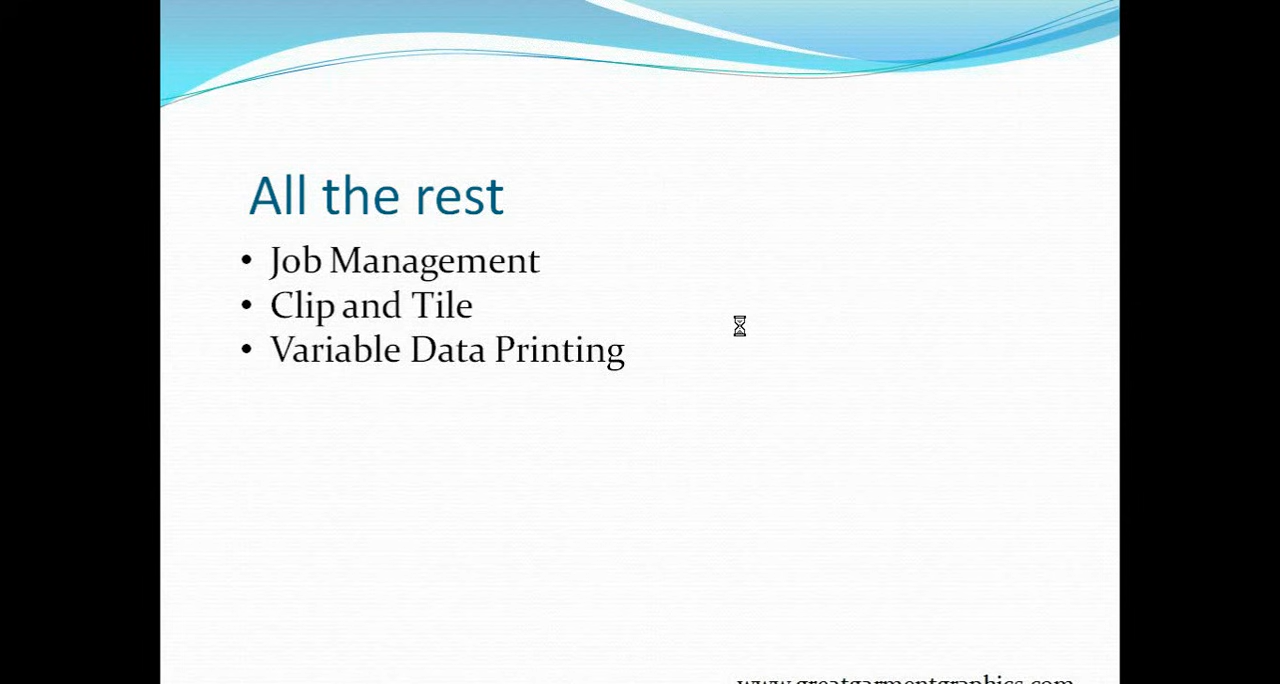 All the rest
• Job Management
• Clip and Tile
• Variable Data Printing
www.greatgarmentgraphics.com